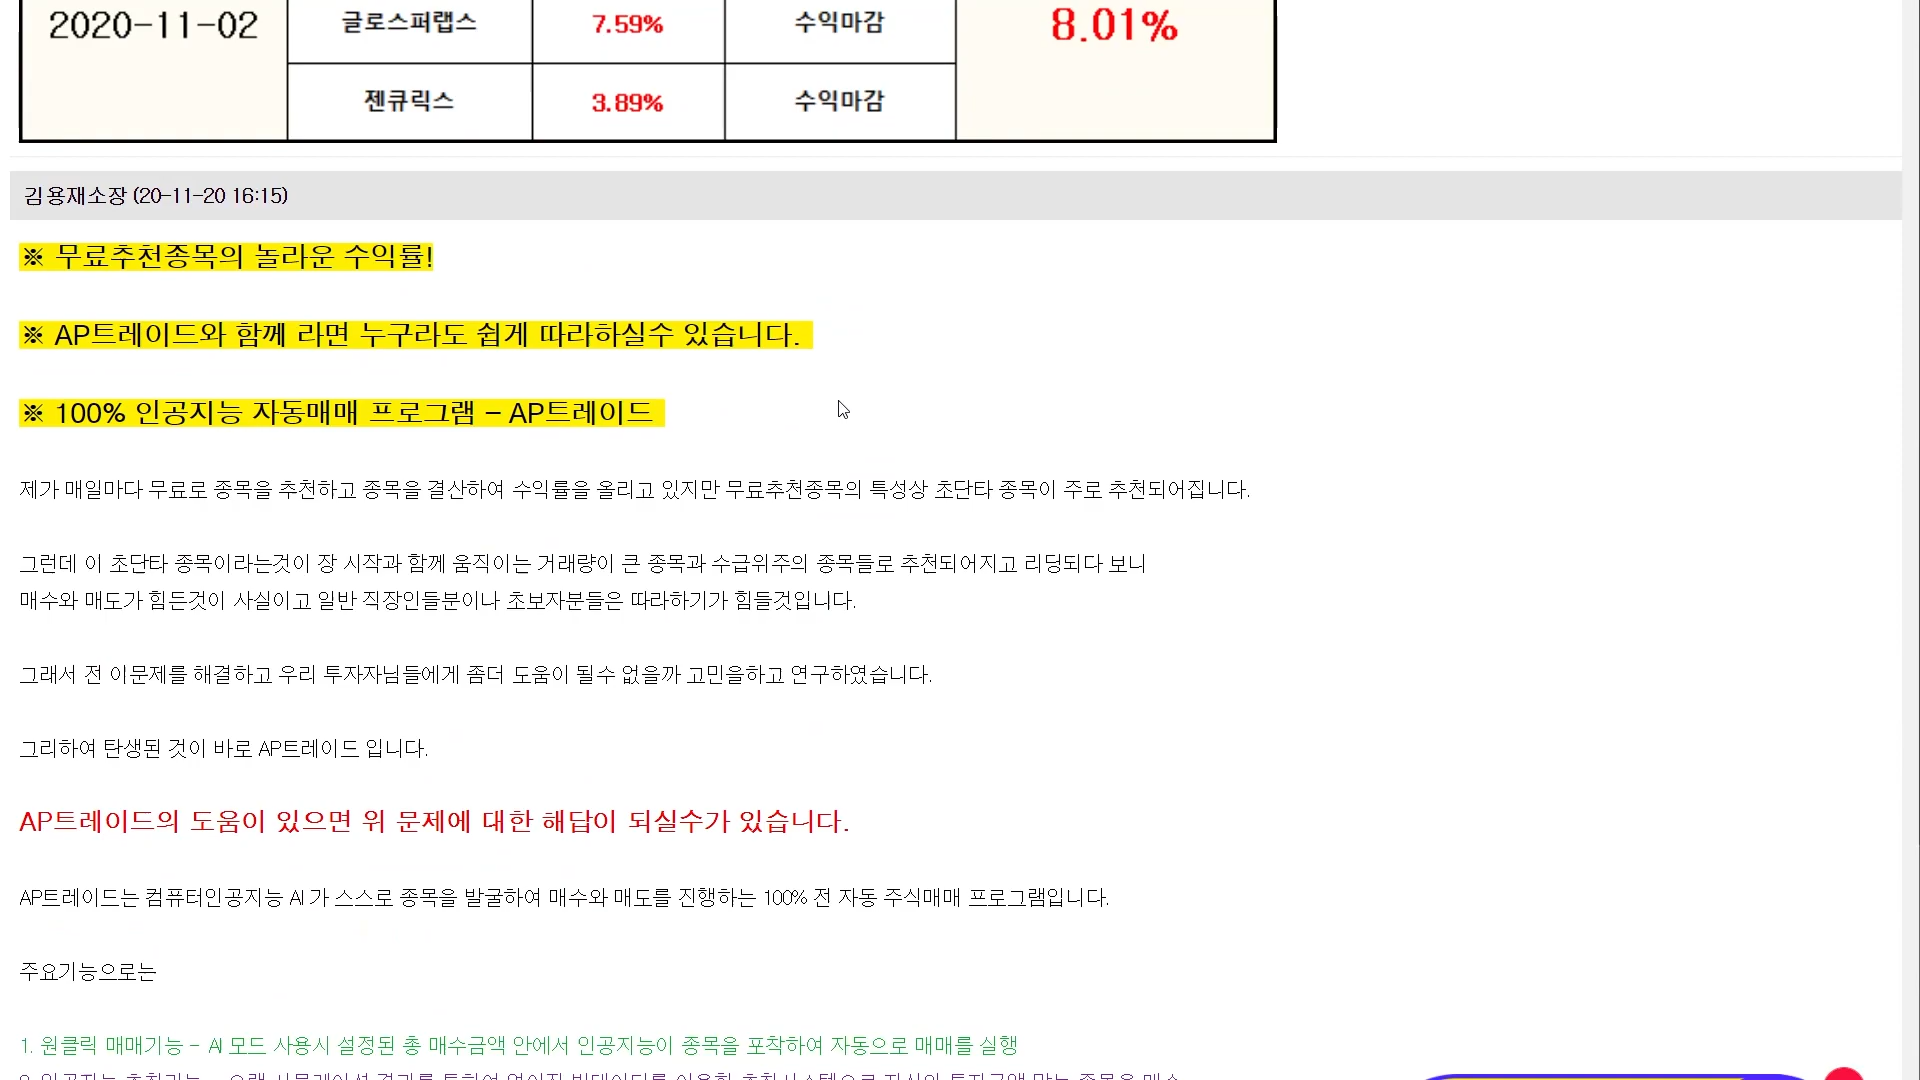 2020-11-02 글로스퍼랩스 7.59% 수익마감 8.01%
젠큐릭스 3.89% 수익마감
김용재소장 (20-11-20 16:15)
※ 무료추천종목의 놀라운 수익률!
※ AP트레이드와 함께 라면 누구라도 쉽게 따라하실수 있습니다.
※ 100% 인공지능 자동매매 프로그램 - AP트레이드
제가 매일마다 무료로 종목을 추천하고 종목을 결산하여 수익률을 올리고 있지만 무료추천종목의 특성상 초단타 종목이 주로 추천되어집니다.
그런데 이 초단타 종목이라는것이 장 시작과 함께 움직이는 거래량이 큰 종목과 수급위주의 종목들로 추천되어지고 리딩되다 보니
매수와 매도가 힘든것이 사실이고 일반 직장인들분이나 초보자분들은 따라하기가 힘들것입니다.
그래서 전 이문제를 해결하고 우리 투자자님들에게 좀더 도움이 될수 없을까 고민을하고 연구하였습니다.
그리하여 탄생된 것이 바로 AP트레이드 입니다.
AP트레이드의 도움이 있으면 위 문제에 대한 해답이 되실수가 있습니다.
AP트레이드는 컴퓨터인공지능 AI 가 스스로 종목을 발굴하여 매수와 매도를 진행하는 100% 전 자동 주식매매 프로그램입니다.
주요기능으로는
1. 원클릭 매매기능 - AI 모드 사용시 설정된 총 매수금액 안에서 인공지능이 종목을 포착하여 자동으로 매매를 실행